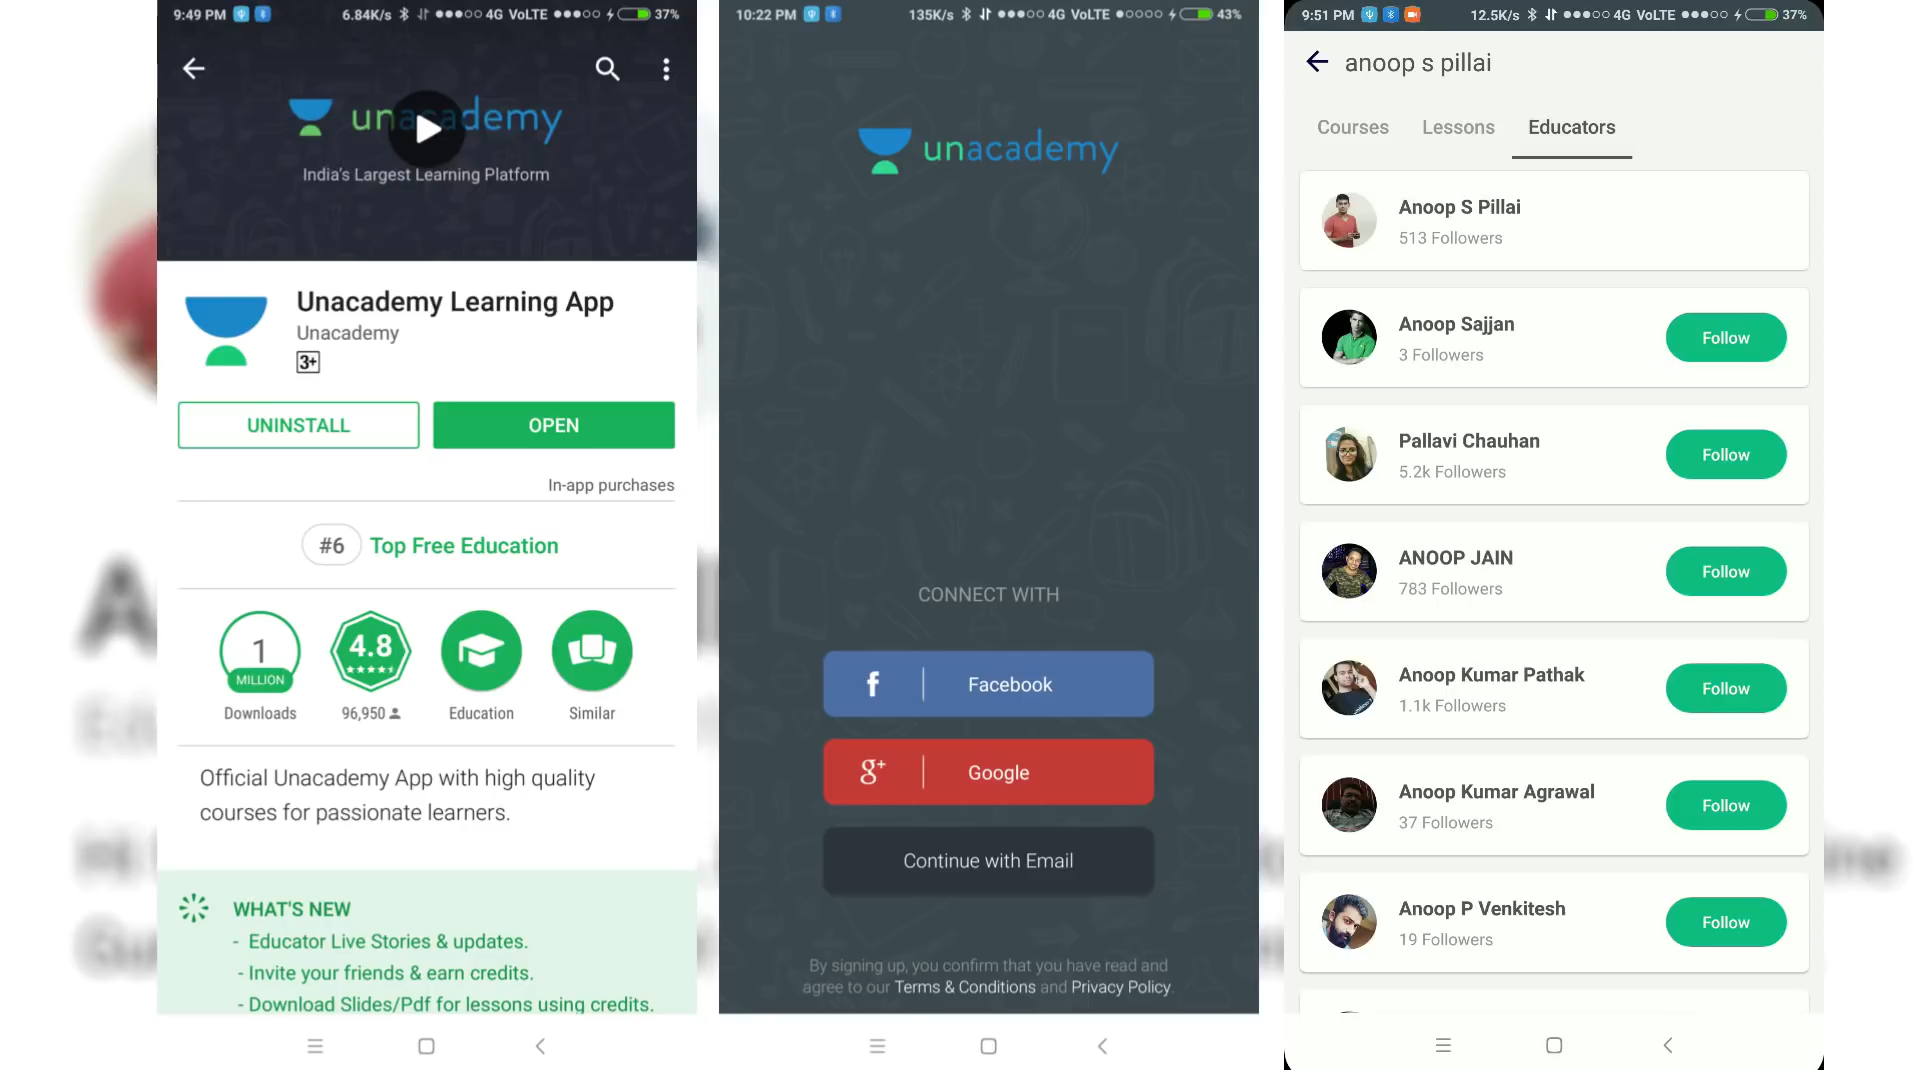 9:49 PM 6.84K/s 4G VoLTE 37%
unacademy
India's Largest Learning Platform
Unacademy Learning App
Unacademy
3+
UNINSTALL OPEN
In-app purchases
#6 Top Free Education
1 MILLION 4.8
Downloads 96,950 Education Similar
Official Unacademy App with high quality
courses for passionate learners.
WHAT'S NEW
- Educator Live Stories & updates.
- Invite your friends & earn credits.
- Download Slides/Pdf for lessons using credits.
10:22 PM 135K/s 4G VoLTE 43%
unacademy
CONNECT WITH
f Facebook
g+ Google
Continue with Email
By signing up, you confirm that you have read and
agree to our Terms & Conditions and Privacy Policy.
9:51 PM 12.5K/s 4G VoLTE 37%
anoop s pillai
Courses Lessons Educators
Anoop S Pillai
513 Followers
Anoop Sajjan
3 Followers
Follow
Pallavi Chauhan
5.2k Followers
Follow
ANOOP JAIN
783 Followers
Follow
Anoop Kumar Pathak
1.1k Followers
Follow
Anoop Kumar Agrawal
37 Followers
Follow
Anoop P Venkitesh
19 Followers
Follow